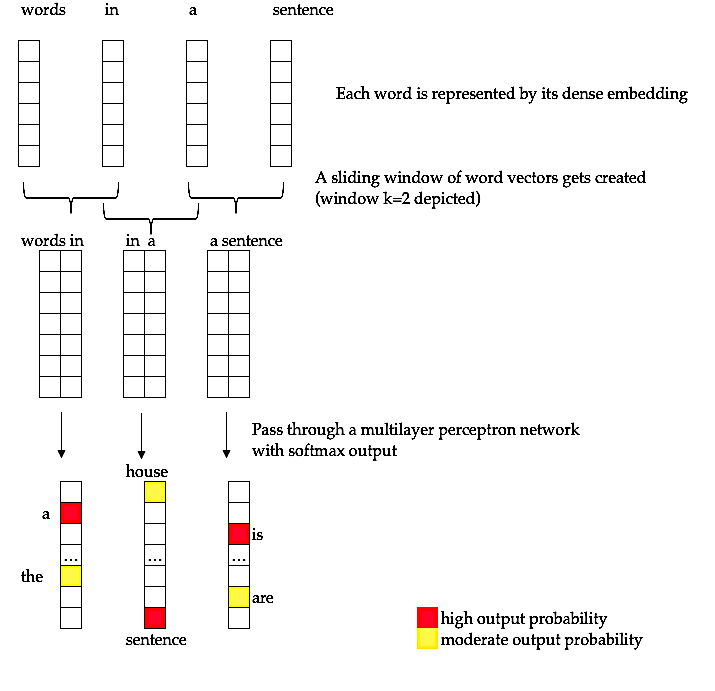 words in a sentence
Each word is represented by its dense embedding
A sliding window of word vectors gets created
(window k=2 depicted)
words in in a a sentence
Pass through a multilayer perceptron network
with softmax output
house
a
is
... ... ...
the
are
sentence
high output probability
moderate output probability